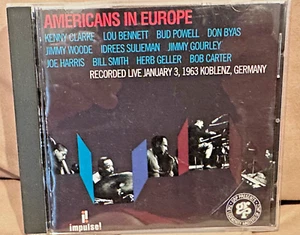 AMERICANS IN EUROPE
KENNY CLARKE LOU BENNETT BUD POWELL DON BYAS
JIMMY WOODE IDREES SULIEMAN JIMMY GOURLEY
JOE HARRIS BILL SMITH HERB GELLER BOB CARTER
RECORDED LIVE JANUARY 3, 1963 KOBLENZ, GERMANY
impulse!
GRP